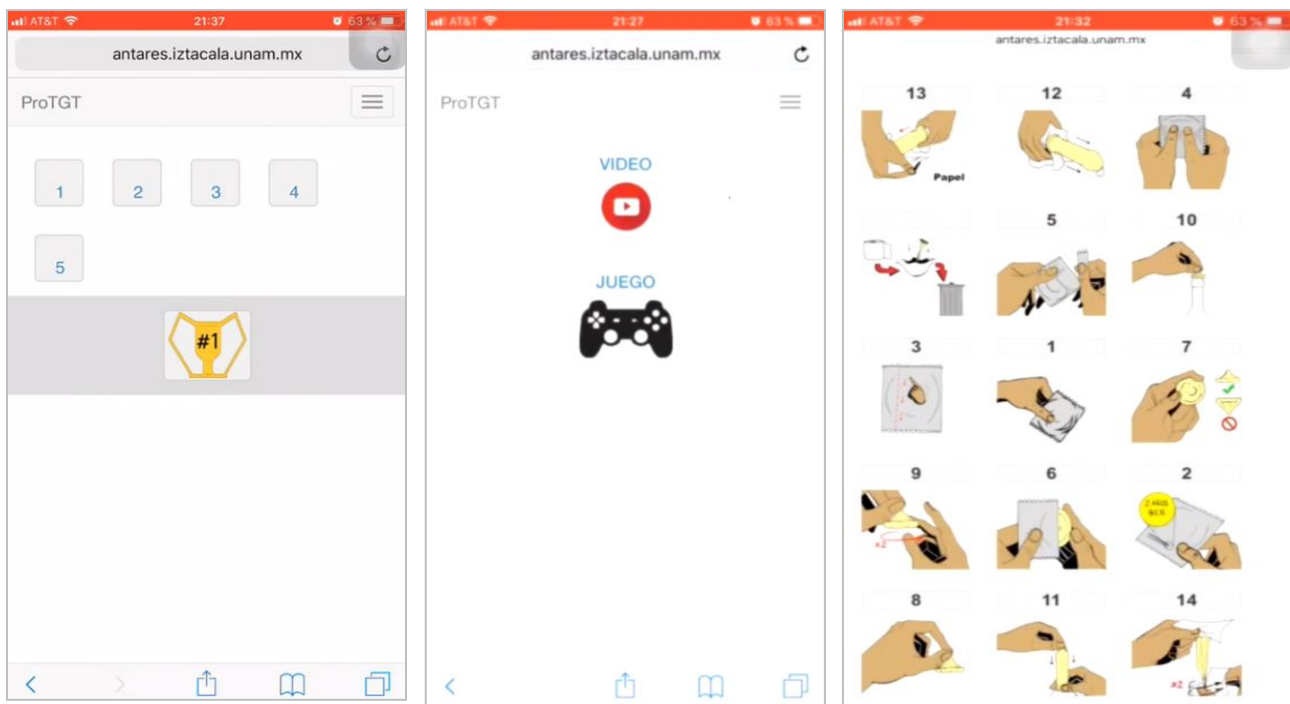 AT&T 21:37 63 %
antares.iztacala.unam.mx
ProTGT
1 2 3 4
5
#1
AT&T 21:27 63 %
antares.iztacala.unam.mx
ProTGT
VIDEO
JUEGO
AT&T 21:32 63 %
antares.iztacala.unam.mx
13 12 4
Papel
5 10
3 1 7
9 6 2
x2
8 11 14
x2